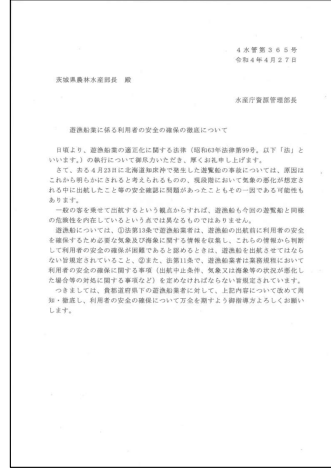 4水管第365号
令和4年4月27日
茨城県農林水産部長 殿
水産庁資源管理部長
遊漁船業に係る利用者の安全の確保の徹底について
日頃より、遊漁船業の適正化に関する法律(昭和63年法律第99号。以下「法」と
いいます。)の執行について御尽力いただき、厚くお礼申し上げます。
さて、去る4月23日に北海道知床沖で発生した遊覧船の事故については、原因は
これから明らかにされると考えられるものの、現段階において気象の悪化が想定さ
れる中に出航したこと等の安全確認に問題があったこともその一因である可能性も
あります。
一般の客を乗せて出航するという観点からすれば、遊漁船も今回の遊覧船と同種
の危険性を内在しているという点では異なるものではありません。
遊漁船については、①法第13条で遊漁船業者は、遊漁船の出航前に利用者の安全
を確保するため必要な気象及び海象に関する情報を収集し、これらの情報から判断
して利用者の安全の確保が困難であると認めるときは、遊漁船を出航させてはなら
ない旨規定されていること、②また、法第11条で、遊漁船業者は業務規程において
利用者の安全の確保に関する事項(出航中止条件、気象又は海象等の状況が悪化し
た場合等の対処に関する事項など)を定めなければならない旨規定されています。
つきましては、貴都道府県下の遊漁船業者に対して、上記内容について改めて周
知・徹底し、利用者の安全の確保について万全を期すよう御指導方よろしくお願い
します。